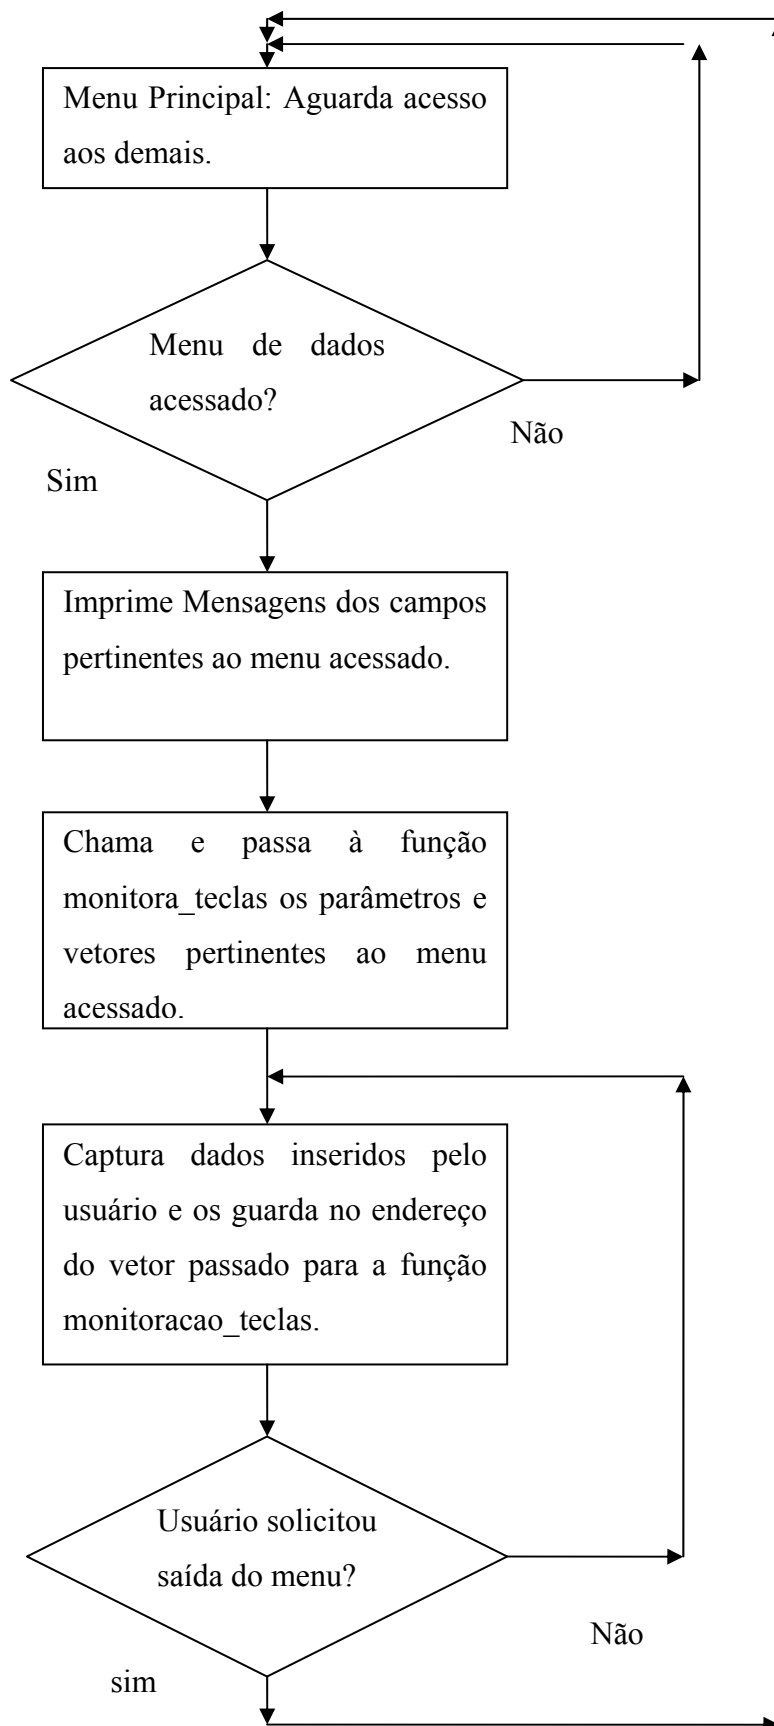 Menu Principal: Aguarda acesso
aos demais.
Menu de dados
acessado?
Não
Sim
Imprime Mensagens dos campos
pertinentes ao menu acessado.
Chama e passa à função
monitora_teclas os parâmetros e
vetores pertinentes ao menu
acessado.
Captura dados inseridos pelo
usuário e os guarda no endereço
do vetor passado para a função
monitoracao_teclas.
Usuário solicitou
saída do menu?
Não
sim